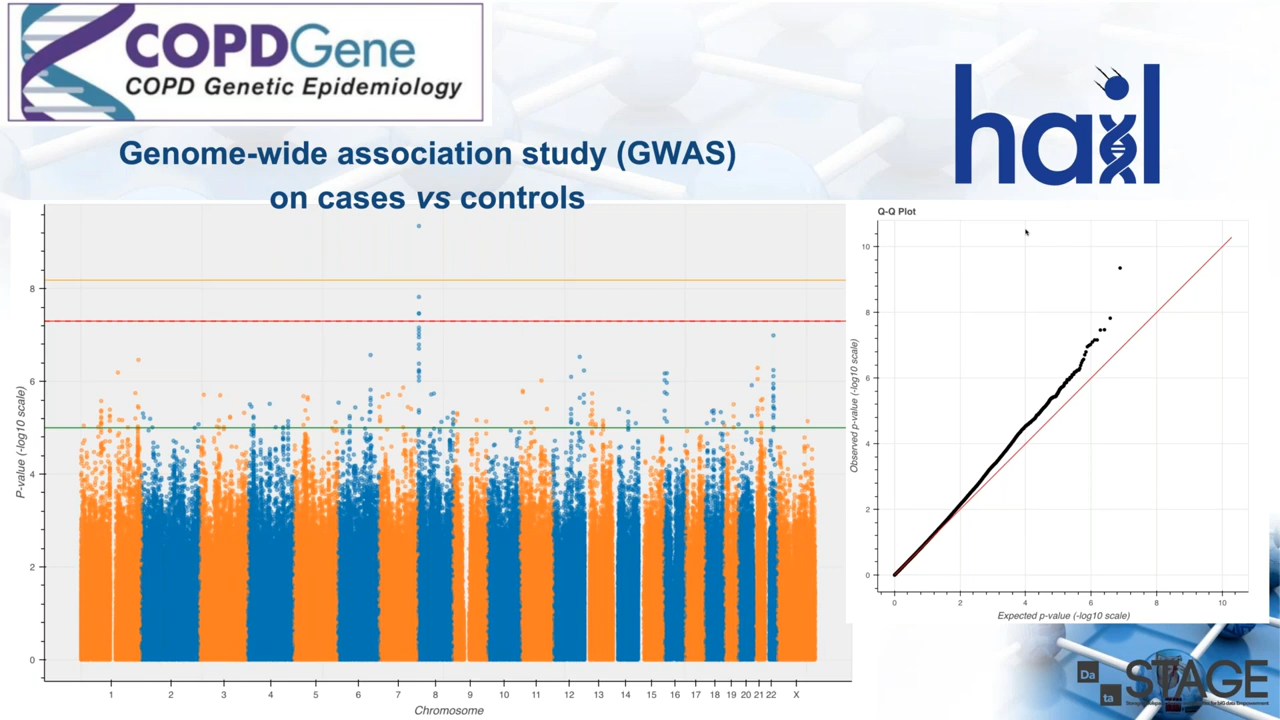 COPDGene
COPD Genetic Epidemiology
hail
Genome-wide association study (GWAS)
on cases vs controls
P-value (-log10 scale)
8
6
4
2
0
1 2 3 4 5 6 7 8 9 10 11 12 13 14 15 16 17 18 19 20 21 22 X
Chromosome
Q-Q Plot
Observed p-value (-log10 scale)
10
8
6
4
2
0
0 2 4 6 8 10
Expected p-value (-log10 scale)
Da
ta
STAGE